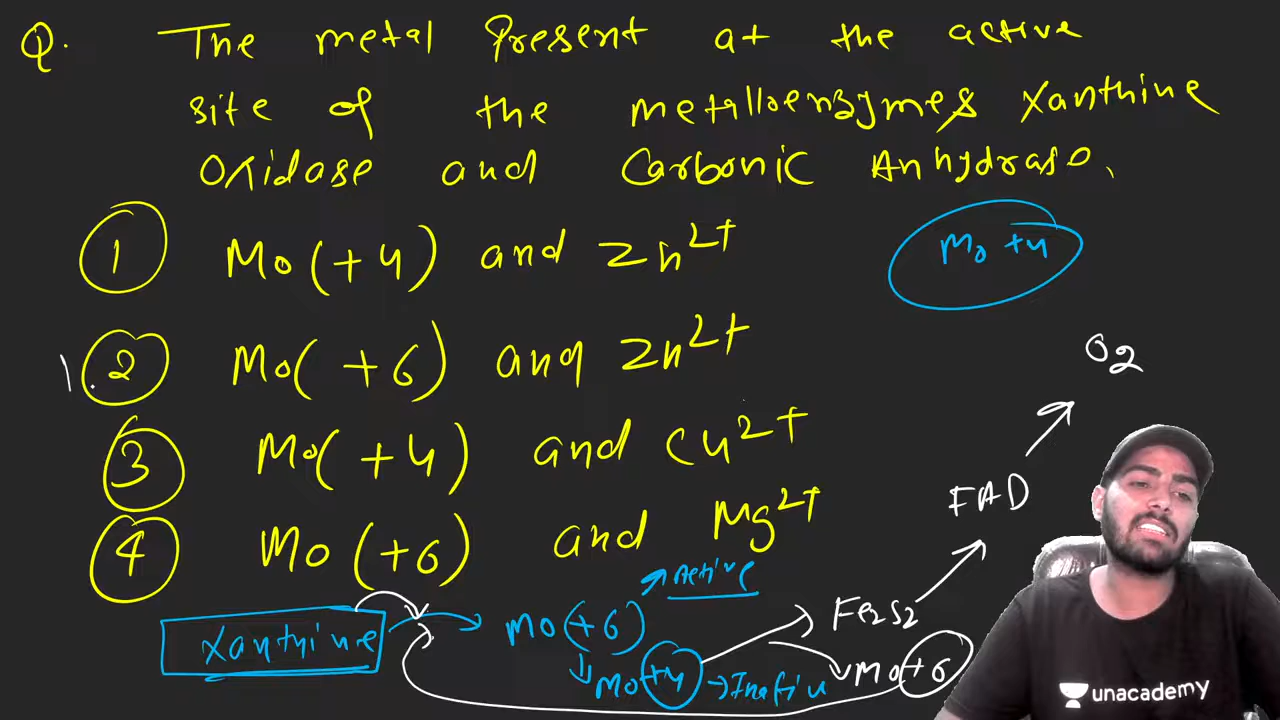 Q. The metal Present at the active
site of the metalloenzymes Xanthine
Oxidase and Carbonic Anhydrase.
1 Mo(+4) and Zn2+
Mo +4
2 Mo(+6) and Zn2+
O2
3 Mo(+4) and Cu2+
FAD
4 Mo(+6) and Mg2+
Active
Xanthine Mo(+6) Fe2S2
Mo+4 Inactive Mo+6
unacademy